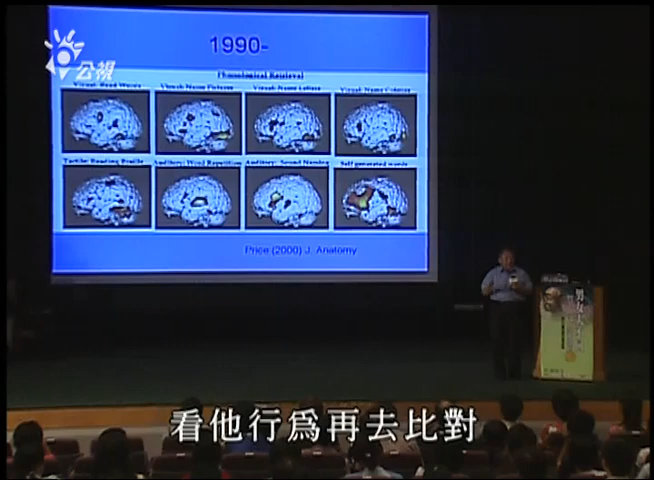 公視
1990-
Phonological Retrieval
Visual: Read Words
Visual: Name Pictures
Visual: Name Letters
Visual: Name Colours
Tactile: Reading Braille
Auditory: Word Repetition
Auditory: Sound Naming
Self generated words
Price (2000) J. Anatomy
看他行為再去比對